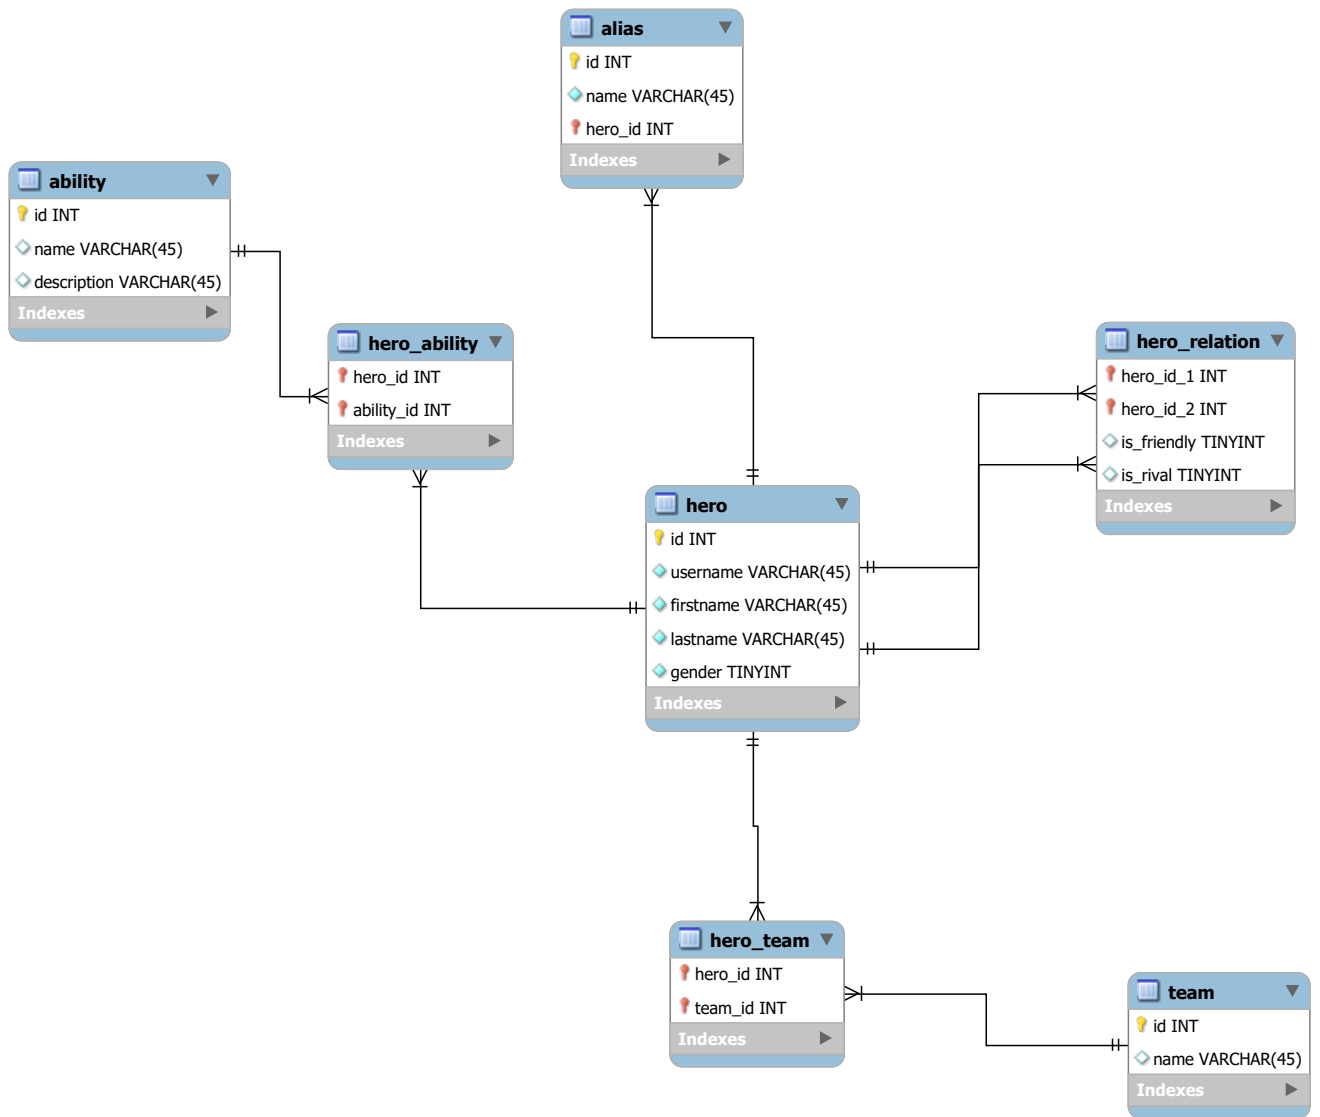 alias
id INT
name VARCHAR(45)
hero_id INT
Indexes
ability
id INT
name VARCHAR(45)
description VARCHAR(45)
Indexes
hero_ability
hero_id INT
ability_id INT
Indexes
hero_relation
hero_id_1 INT
hero_id_2 INT
is_friendly TINYINT
is_rival TINYINT
Indexes
hero
id INT
username VARCHAR(45)
firstname VARCHAR(45)
lastname VARCHAR(45)
gender TINYINT
Indexes
hero_team
hero_id INT
team_id INT
Indexes
team
id INT
name VARCHAR(45)
Indexes